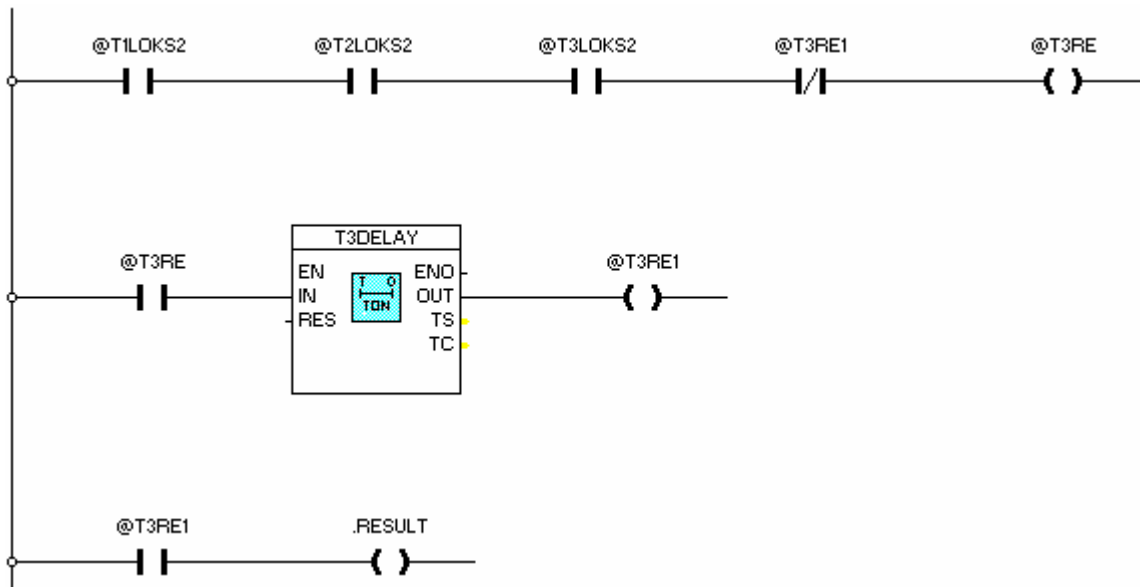 @T1LOKS2 @T2LOKS2 @T3LOKS2 @T3RE1 @T3RE
T3DELAY
@T3RE @T3RE1
EN ENO
T O
IN OUT
TON
RES TS
TC
@T3RE1 .RESULT